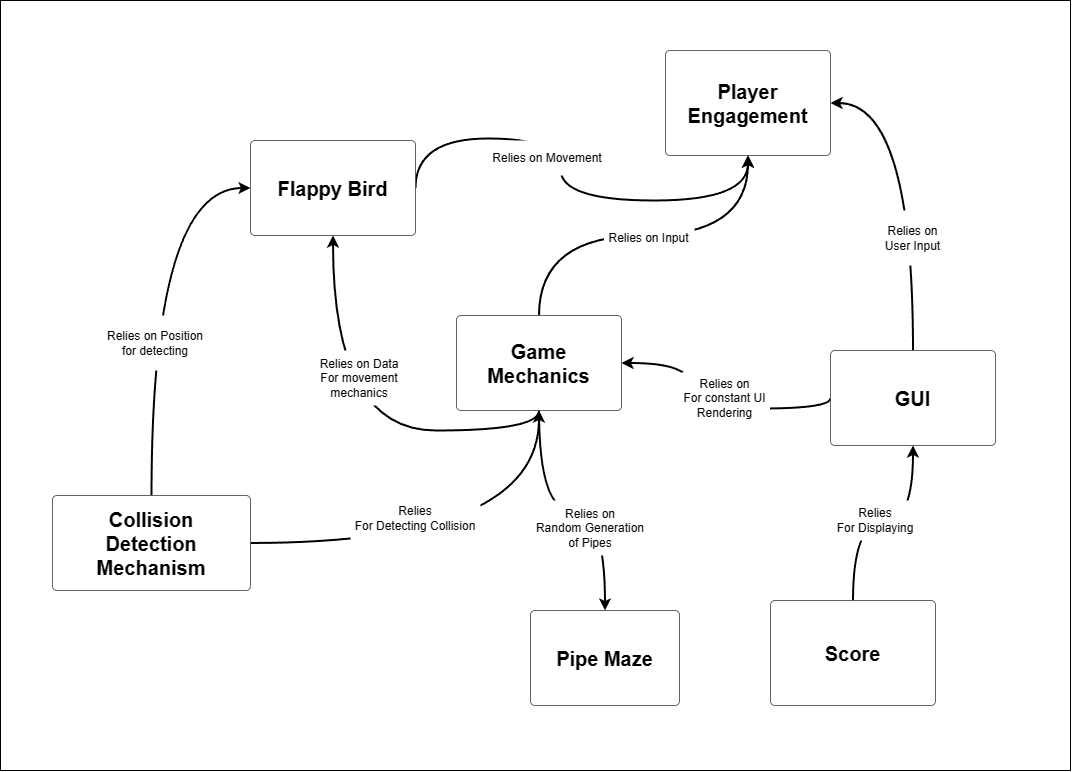 Player
Engagement
Relies on Movement
Flappy Bird
Relies on Input
Relies on
User Input
Relies on Position
for detecting
Relies on Data
For movement
mechanics
Game
Mechanics
Relies on
For constant UI
Rendering
GUI
Collision
Detection
Mechanism
Relies
For Detecting Collision
Relies on
Random Generation
of Pipes
Relies
For Displaying
Pipe Maze
Score